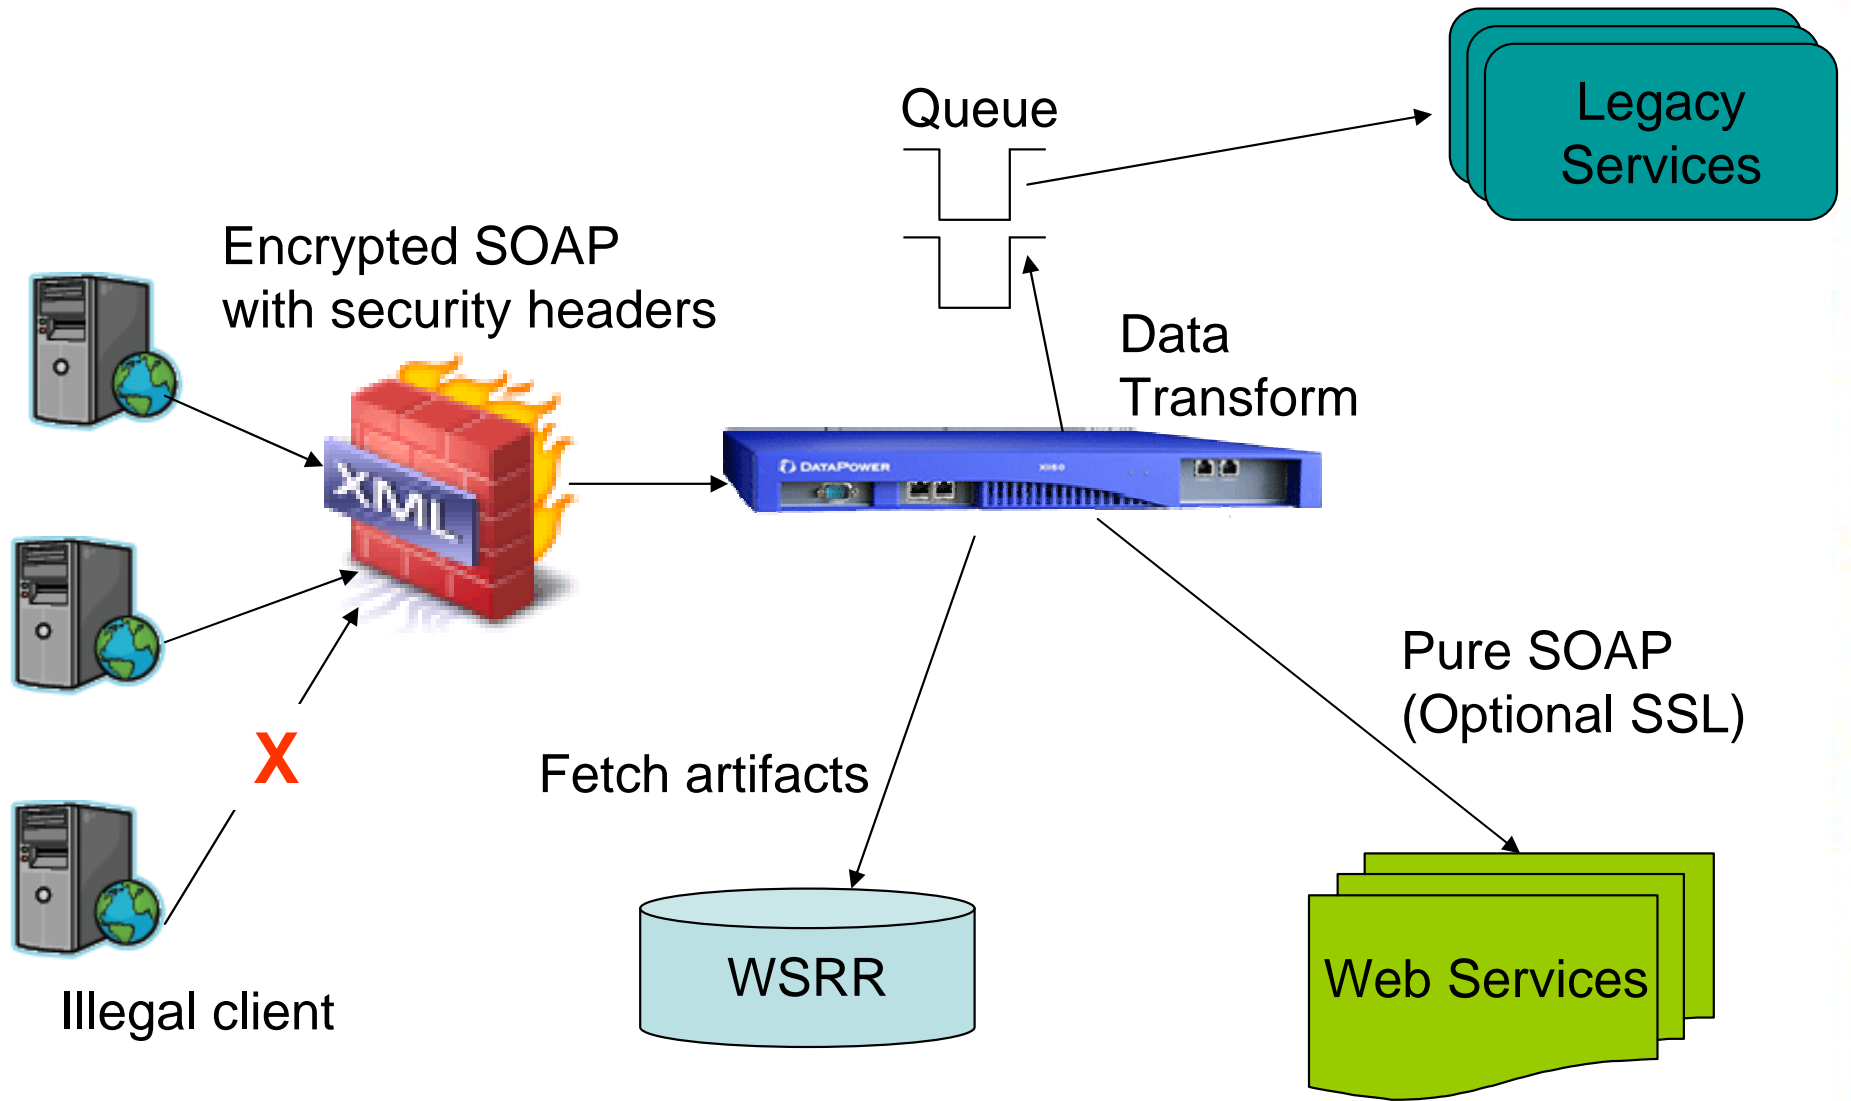 Queue
Legacy
Services
Encrypted SOAP
with security headers
Data
Transform
XML
DATAPOWER
XI50
Pure SOAP
(Optional SSL)
X
Fetch artifacts
WSRR
Web Services
Illegal client